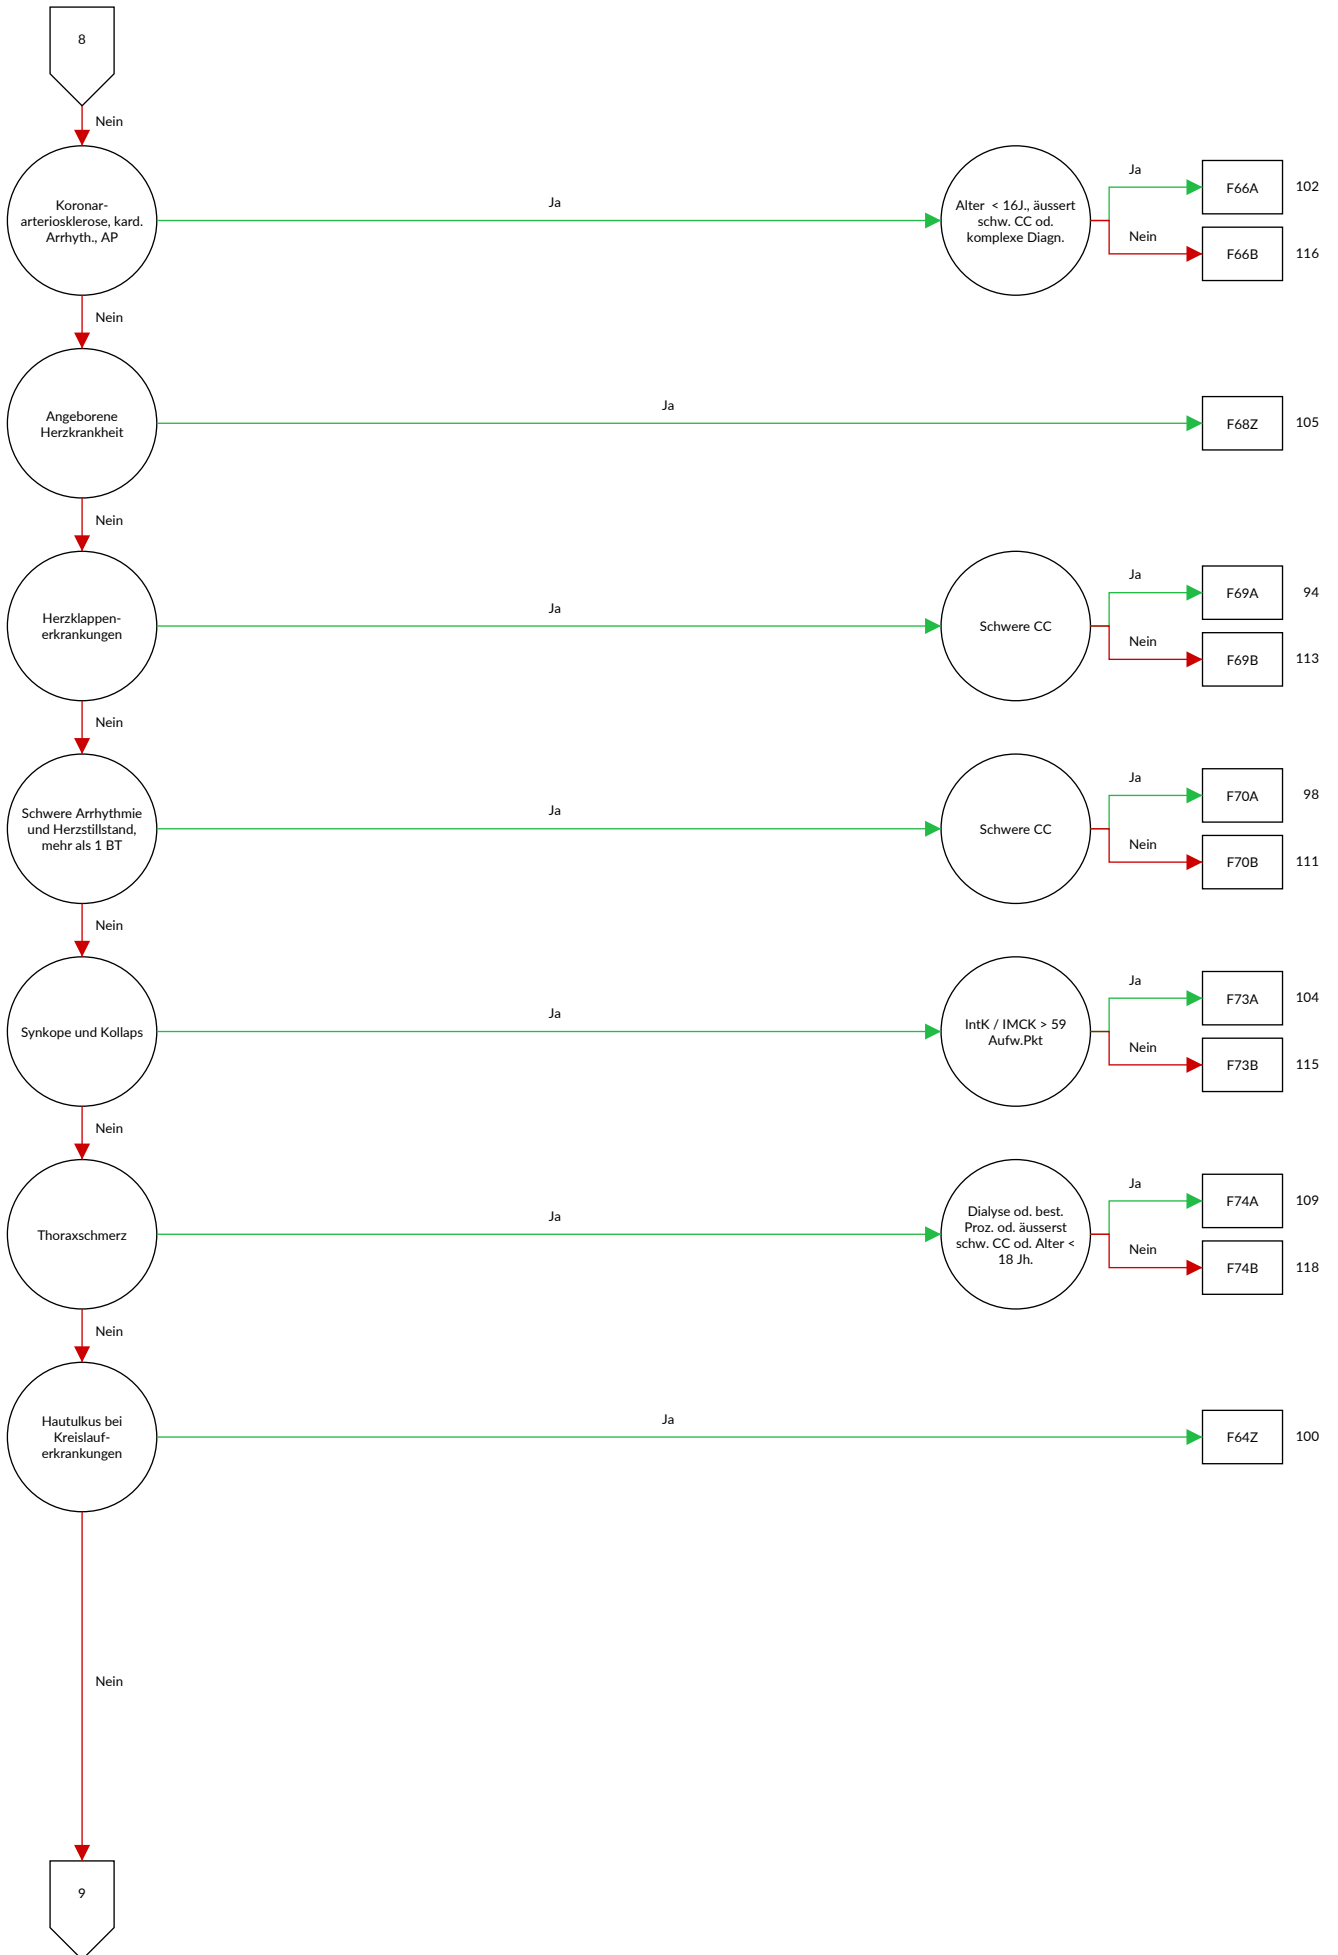 8
Nein
Koronar-
arteriosklerose, kard.
Arrhyth., AP
Ja
Alter < 16J., äussert
schw. CC od.
komplexe Diagn.
Ja
F66A
102
Nein
F66B
116
Nein
Angeborene
Herzkrankheit
Ja
F68Z
105
Nein
Herzklappen-
erkrankungen
Ja
Schwere CC
Ja
F69A
94
Nein
F69B
113
Nein
Schwere Arrhythmie
und Herzstillstand,
mehr als 1 BT
Ja
Schwere CC
Ja
F70A
98
Nein
F70B
111
Nein
Synkope und Kollaps
Ja
IntK / IMCK > 59
Aufw.Pkt
Ja
F73A
104
Nein
F73B
115
Nein
Thoraxschmerz
Ja
Dialyse od. best.
Proz. od. äusserst
schw. CC od. Alter <
18 Jh.
Ja
F74A
109
Nein
F74B
118
Nein
Hautulkus bei
Kreislauf-
erkrankungen
Ja
F64Z
100
Nein
9